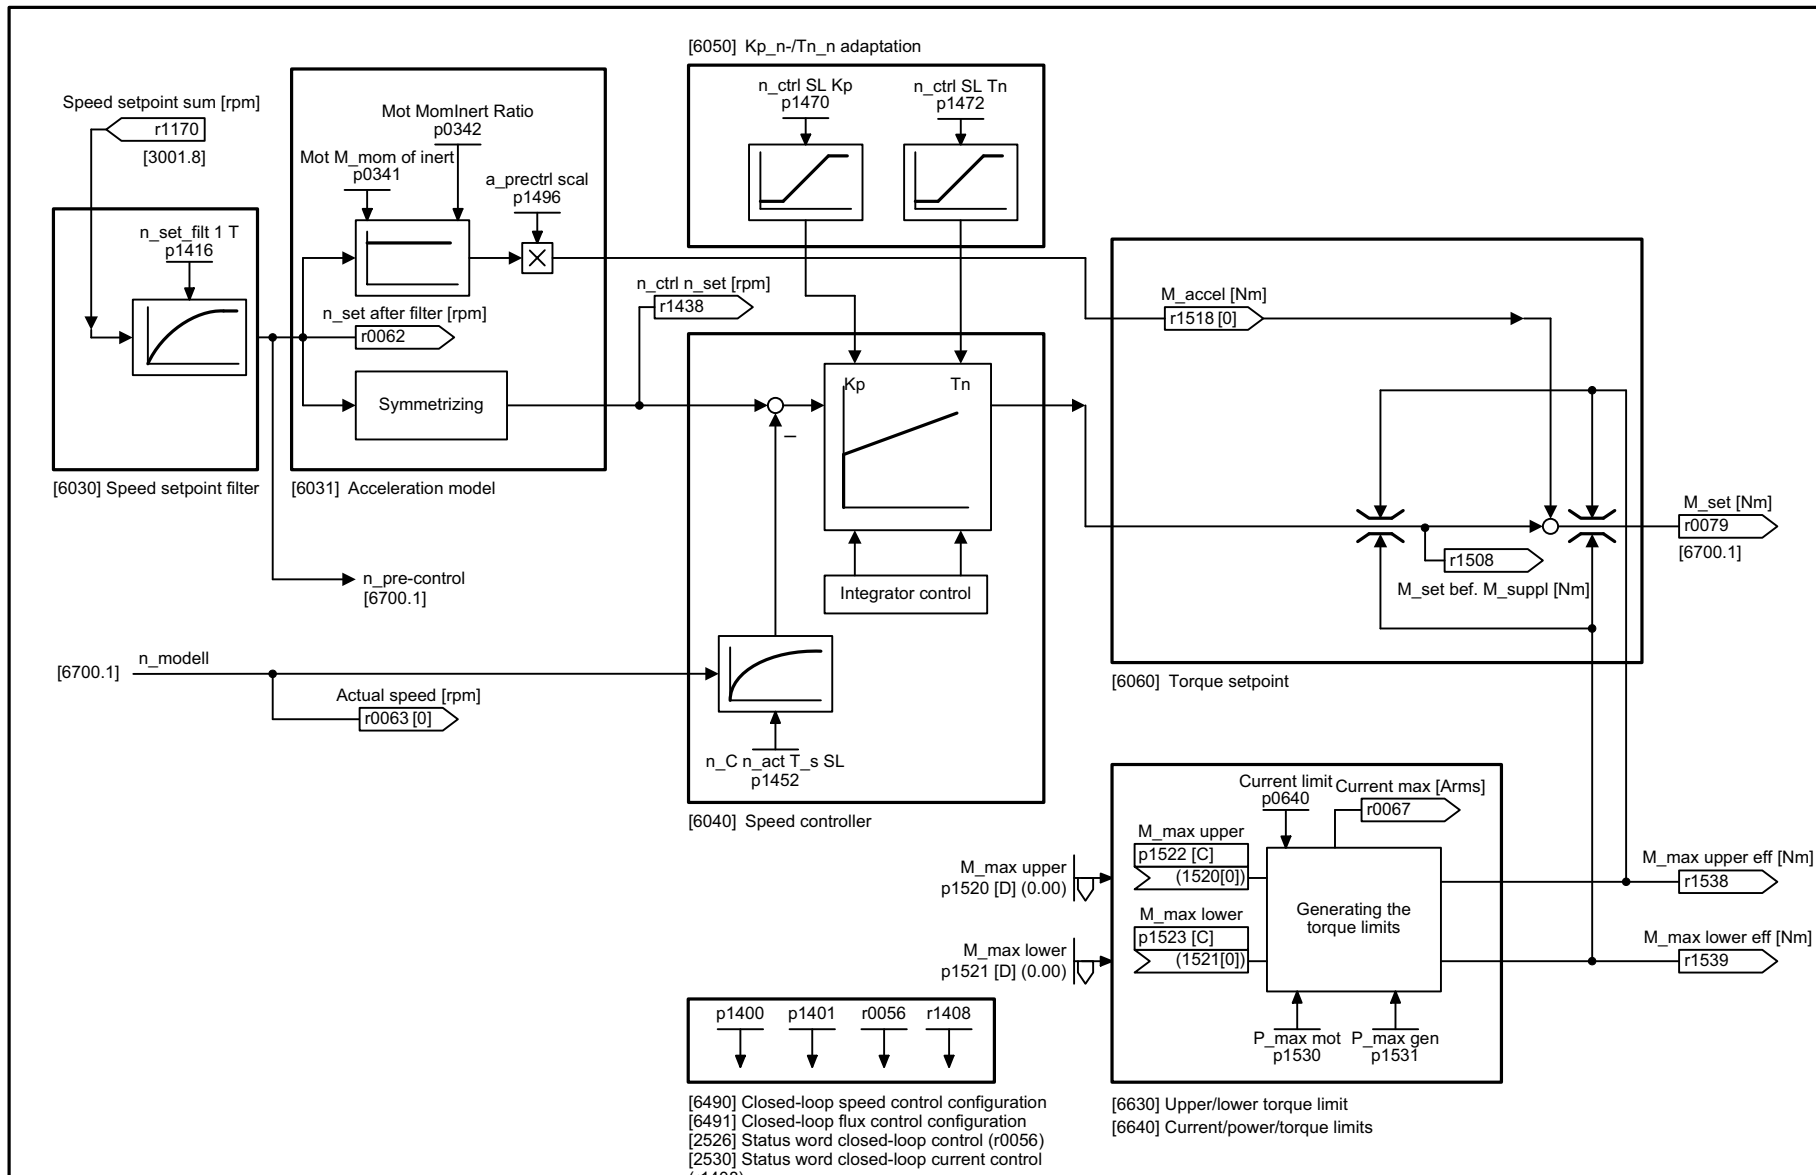 [6050] Kp_n-/Tn_n adaptation
Speed setpoint sum [rpm]
r1170
[3001.8]
n_set_filt 1 T
p1416
[6030] Speed setpoint filter
Mot MomInert Ratio
p0342
Mot M_mom of inert
p0341
a_prectrl scal
p1496
n_set after filter [rpm]
r0062
Symmetrizing
[6031] Acceleration model
n_ctrl SL Kp
p1470
n_ctrl SL Tn
p1472
n_ctrl n_set [rpm]
r1438
Kp
Tn
–
Integrator control
n_pre-control
[6700.1]
[6700.1]
n_modell
Actual speed [rpm]
r0063 [0]
n_C n_act T_s SL
p1452
[6040] Speed controller
M_accel [Nm]
r1518 [0]
r1508
M_set bef. M_suppl [Nm]
M_set [Nm]
r0079
[6700.1]
[6060] Torque setpoint
Current limit
p0640
Current max [Arms]
r0067
M_max upper
p1520 [D] (0.00)
M_max upper
p1522 [C]
(1520[0])
M_max lower
p1521 [D] (0.00)
M_max lower
p1523 [C]
(1521[0])
Generating the
torque limits
M_max upper eff [Nm]
r1538
M_max lower eff [Nm]
r1539
P_max mot
p1530
P_max gen
p1531
[6630] Upper/lower torque limit
[6640] Current/power/torque limits
p1400
p1401
r0056
r1408
[6490] Closed-loop speed control configuration
[6491] Closed-loop flux control configuration
[2526] Status word closed-loop control (r0056)
[2530] Status word closed-loop current control